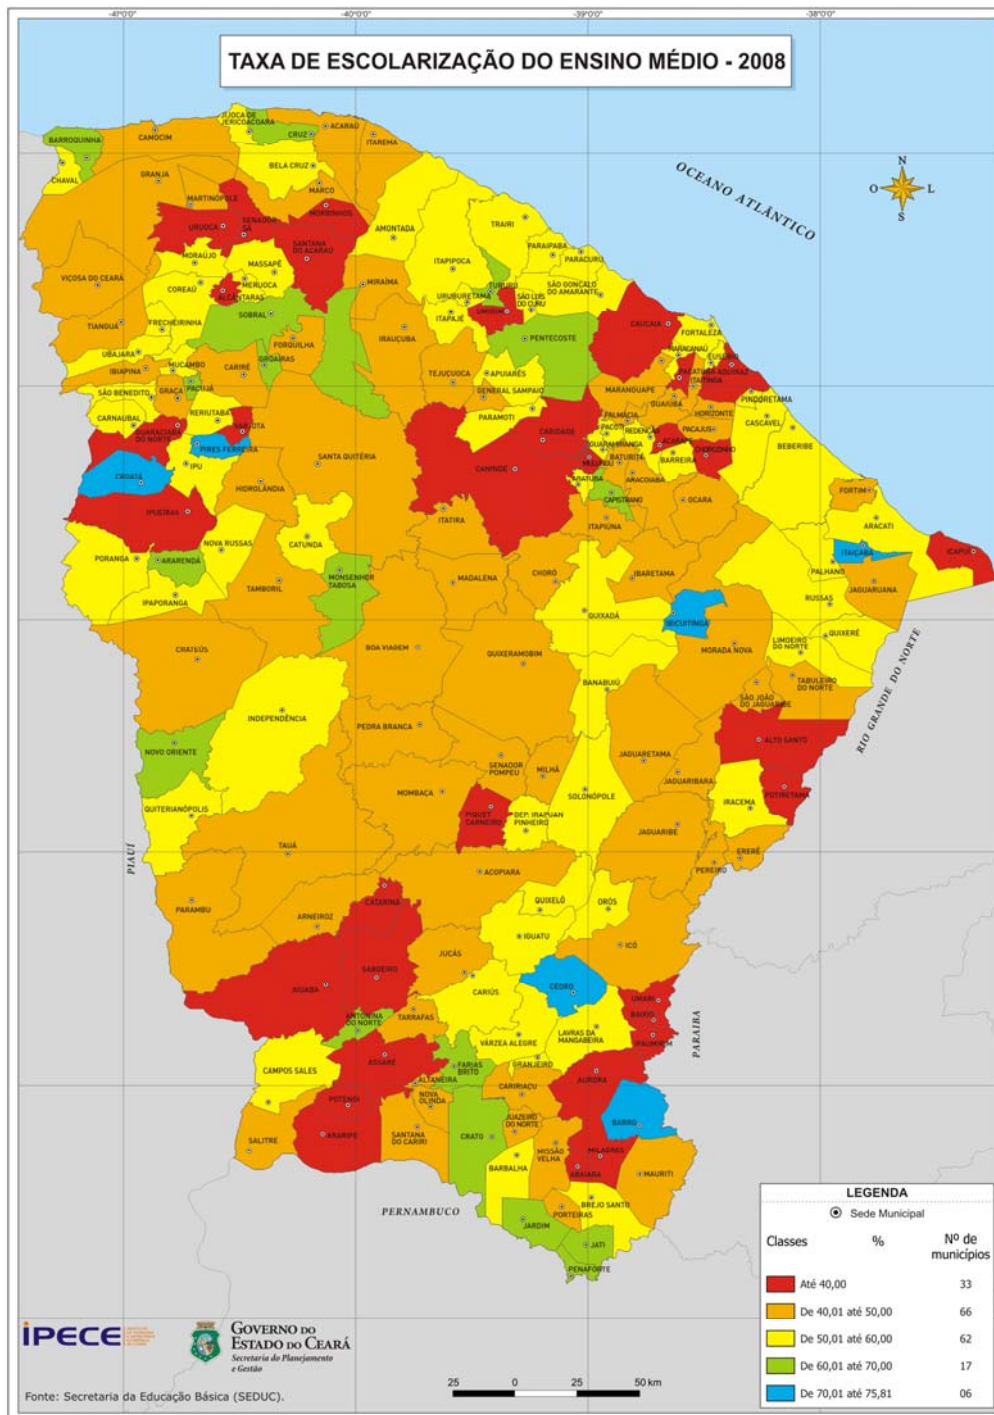 -41°0'0"
-40°0'0"
-39°0'0"
-38°0'0"
TAXA DE ESCOLARIZAÇÃO DO ENSINO MÉDIO - 2008
OCEANO ATLÂNTICO
N
O
L
S
JIJOCA DE
JERICOACOARA
CRUZ
ACARAÚ
ITAREMA
BARROQUINHA
CAMOCIM
CHAVAL
BELA CRUZ
GRANJA
MARCO
MARTINÓPOLE
MORRINHOS
URUOCA
SENADOR
SÁ
SANTANA
DO ACARAÚ
AMONTADA
TRAIRI
PARAIPABA
PARACURU
MORAÚJO
MASSAPÊ
ITAPIPOCA
VIÇOSA DO CEARÁ
COREAÚ
MERUOCA
ALCÂNTARAS
MIRAÍMA
TURURU
SÃO GONÇALO
DO AMARANTE
URUBURETAMA
SÃO LUIS
DO CURU
UMIRIM
ITAPAJÉ
SOBRAL
TIANGUÁ
FRECHEIRINHA
CAUCAIA
FORTALEZA
IRAUÇUBA
PENTECOSTE
FORQUILHA
UBAJARA
MARACANAÚ
EUSÉBIO
IBIAPINA
MUCAMBO
CARIRÉ
GROAÍRAS
TEJUÇUOCA
APUIARÉS
PACATUBA
AQUIRAZ
ITAITINGA
PACUJÁ
GENERAL SAMPAIO
MARANGUAPE
GUAIÚBA
PINDORETAMA
SÃO BENEDITO
GRAÇA
HORIZONTE
CARNAUBAL
RERIUTABA
PARAMOTI
PALMÁCIA
PACAJUS
CASCAVEL
GUARACIABA
DO NORTE
VARJOTA
CARIDADE
PACOTI
REDENÇÃO
BEBERIBE
GUARAMIRANGA
ACARAPE
CHOROZINHO
PIRES FERREIRA
BATURITÉ
BARREIRA
MULUNGU
IPU
SANTA QUITÉRIA
CANINDÉ
ARATUBA
ARACOIABA
CROATÁ
HIDROLÂNDIA
CAPISTRANO
OCARA
FORTIM
IPUEIRAS
ITATIRA
ITAPIÚNA
ARACATI
NOVA RUSSAS
CATUNDA
ITAIÇABA
ICAPUÍ
PORANGA
ARARENDÁ
PALHANO
MONSENHOR
TABOSA
TAMBORIL
MADALENA
CHORÓ
IBARETAMA
JAGUARUANA
IPAPORANGA
RUSSAS
QUIXADÁ
IBICUITINGA
QUIXERÉ
BOA VIAGEM
CRATEÚS
QUIXERAMOBIM
MORADA NOVA
LIMOEIRO
DO NORTE
BANABUIÚ
TABULEIRO
DO NORTE
SÃO JOÃO
DO JAGUARIBE
RIO GRANDE DO NORTE
INDEPENDÊNCIA
PEDRA BRANCA
NOVO ORIENTE
ALTO SANTO
SENADOR
POMPEU
MILHÃ
JAGUARETAMA
JAGUARIBARA
POTIRETAMA
MOMBAÇA
SOLONÓPOLE
QUITERIANÓPOLIS
PIQUET
CARNEIRO
DEP. IRAPUAN
PINHEIRO
IRACEMA
JAGUARIBE
TAUÁ
ERERÊ
PEREIRO
PIAUÍ
ACOPIARA
PARAMBU
CATARINA
QUIXELÔ
ORÓS
ARNEIROZ
IGUATU
ICÓ
JUCÁS
SABOEIRO
AIUABA
CARIÚS
CEDRO
UMARI
BAIXIO
TARRAFAS
ANTONINA
DO NORTE
IPAUMIRIM
LAVRAS DA
MANGABEIRA
VÁRZEA ALEGRE
PARAIBA
ASSARÉ
GRANJEIRO
FARIAS
BRITO
CAMPOS SALES
AURORA
ALTANEIRA
CARIRIAÇU
NOVA
OLINDA
POTENGI
BARRO
JUAZEIRO
DO NORTE
ARARIPE
SANTANA
DO CARIRI
CRATO
SALITRE
MISSÃO
VELHA
MILAGRES
BARBALHA
ABAIARA
MAURITI
BREJO SANTO
PORTEIRAS
PERNAMBUCO
JARDIM
JATI
PENAFORTE
LEGENDA
Sede Municipal
Classes % Nº de
municípios
Até 40,00 33
De 40,01 até 50,00 66
De 50,01 até 60,00 62
De 60,01 até 70,00 17
De 70,01 até 75,81 06
IPECE
GOVERNO DO
ESTADO DO CEARÁ
Secretaria do Planejamento
e Gestão
Fonte: Secretaria da Educação Básica (SEDUC).
25 0 25 50 km